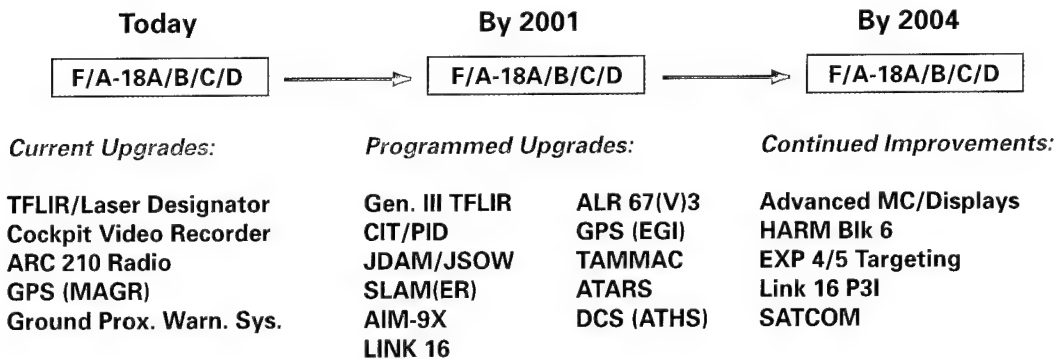 Today
By 2001
By 2004
F/A-18A/B/C/D
F/A-18A/B/C/D
F/A-18A/B/C/D
Current Upgrades:
TFLIR/Laser Designator
Cockpit Video Recorder
ARC 210 Radio
GPS (MAGR)
Ground Prox. Warn. Sys.
Programmed Upgrades:
Gen. III TFLIR
CIT/PID
JDAM/JSOW
SLAM(ER)
AIM-9X
LINK 16
ALR 67(V)3
GPS (EGI)
TAMMAC
ATARS
DCS (ATHS)
Continued Improvements:
Advanced MC/Displays
HARM Blk 6
EXP 4/5 Targeting
Link 16 P3I
SATCOM